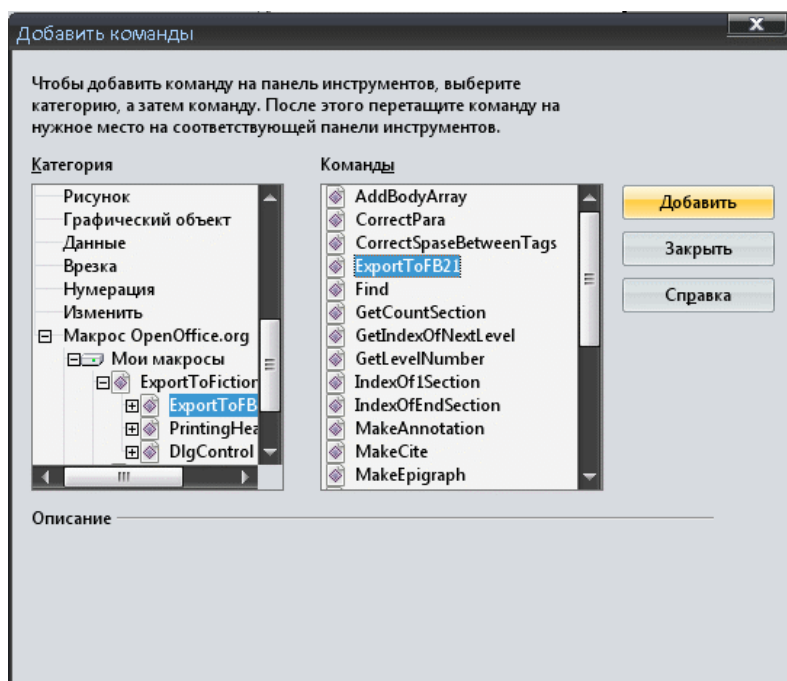 Добавить команды
Чтобы добавить команду на панель инструментов, выберите
категорию, а затем команду. После этого перетащите команду на
нужное место на соответствующей панели инструментов.
Категория
Рисунок
Графический объект
Данные
Врезка
Нумерация
Изменить
Макрос OpenOffice.org
Мои макросы
ExportToFiction
ExportToFB
PrintingHea
DlgControl
Команды
AddBodyArray
CorrectPara
CorrectSpaseBetweenTags
ExportToFB21
Find
GetCountSection
GetIndexOfNextLevel
GetLevelNumber
IndexOf1Section
IndexOfEndSection
MakeAnnotation
MakeCite
MakeEpigraph
Добавить
Закрыть
Справка
Описание